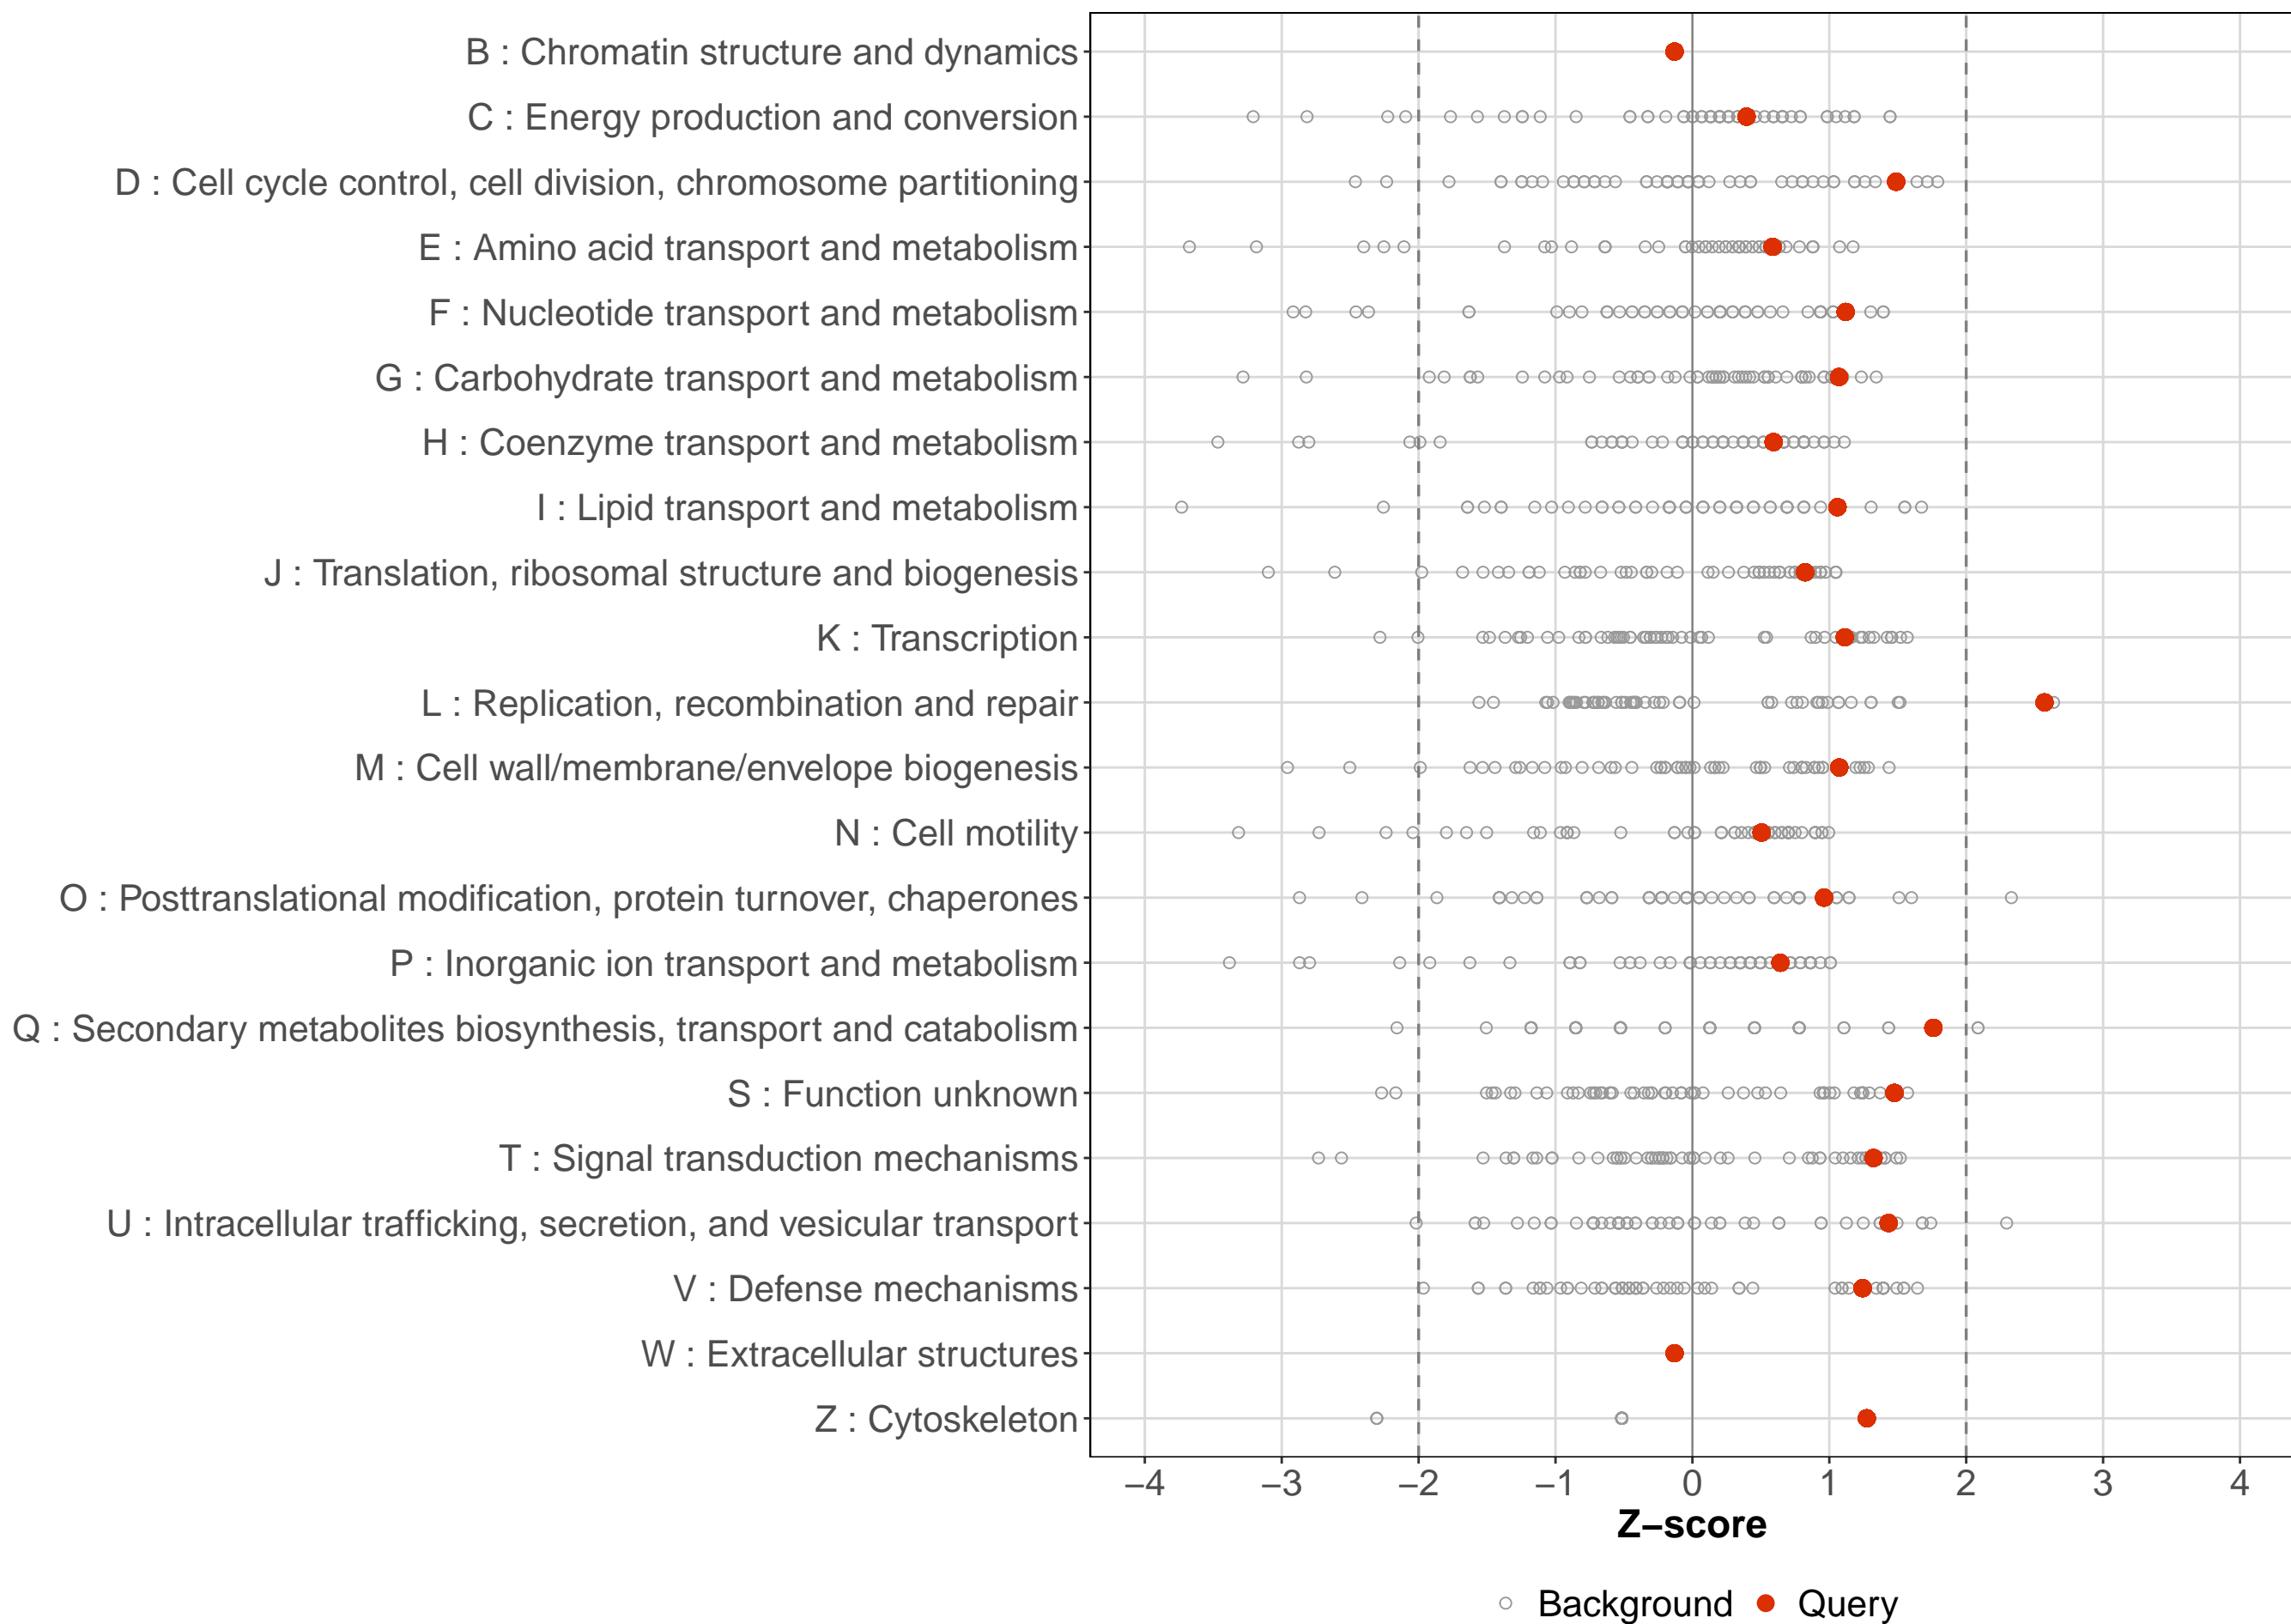 B : Chromatin structure and dynamics
C : Energy production and conversion
D : Cell cycle control, cell division, chromosome partitioning
E : Amino acid transport and metabolism
F : Nucleotide transport and metabolism
G : Carbohydrate transport and metabolism
H : Coenzyme transport and metabolism
I : Lipid transport and metabolism
J : Translation, ribosomal structure and biogenesis
K : Transcription
L : Replication, recombination and repair
M : Cell wall/membrane/envelope biogenesis
N : Cell motility
O : Posttranslational modification, protein turnover, chaperones
P : Inorganic ion transport and metabolism
Q : Secondary metabolites biosynthesis, transport and catabolism
S : Function unknown
T : Signal transduction mechanisms
U : Intracellular trafficking, secretion, and vesicular transport
V : Defense mechanisms
W : Extracellular structures
Z : Cytoskeleton
−4 −3 −2 −1 0 1 2 3 4
Z−score
Background Query